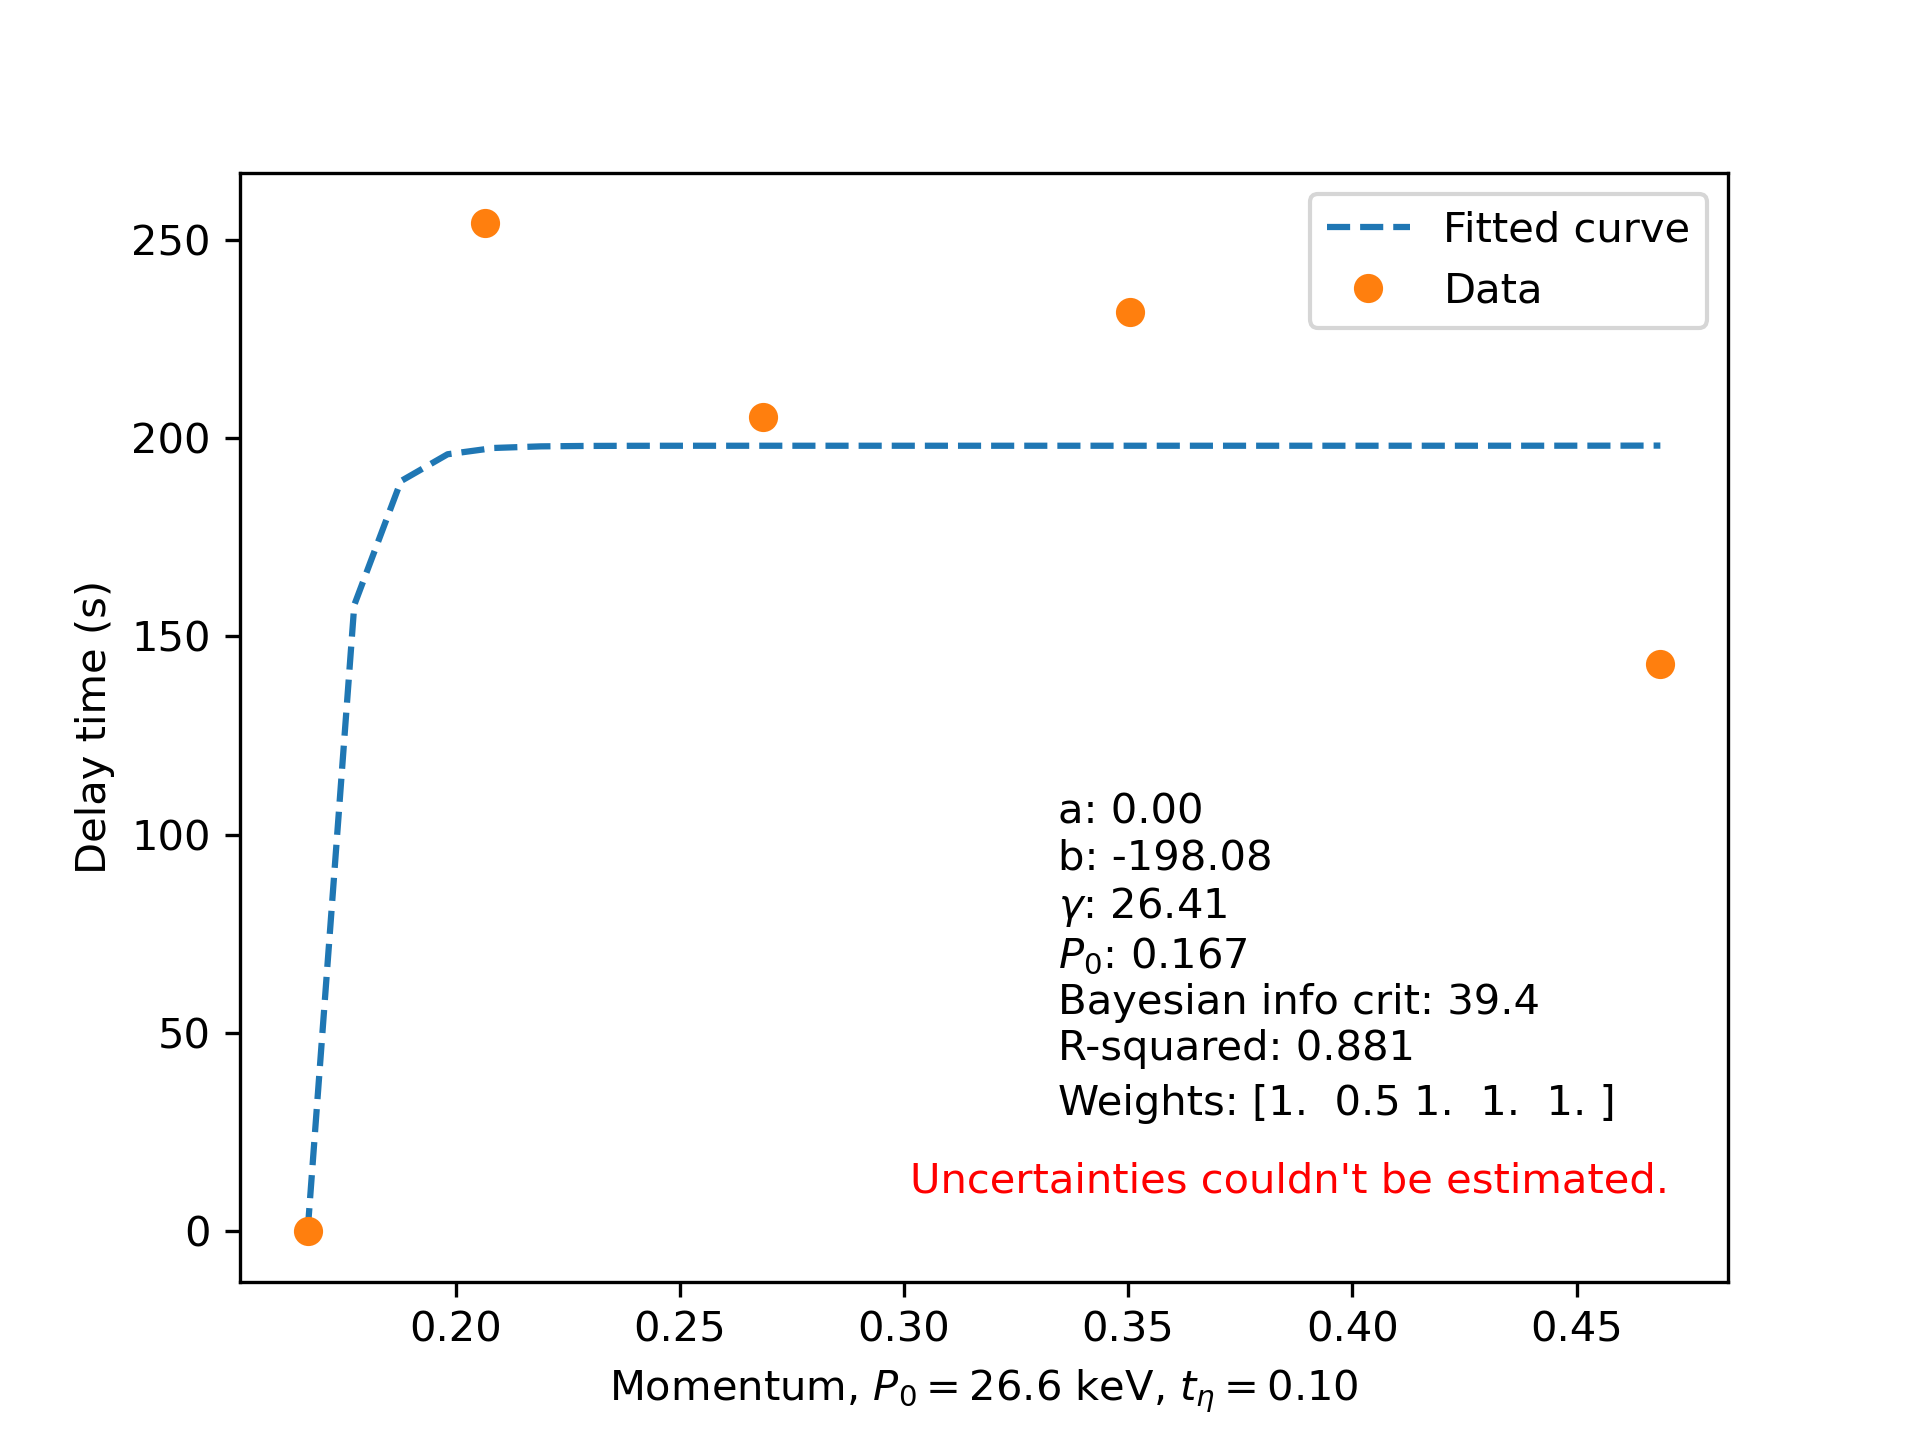 Fitted curve
Data
250
200
150
100
50
0
Delay time (s)
a: 0.00
b: -198.08
γ: 26.41
P₀: 0.167
Bayesian info crit: 39.4
R-squared: 0.881
Weights: [1.  0.5 1.  1.  1. ]
Uncertainties couldn't be estimated.
0.20 0.25 0.30 0.35 0.40 0.45
Momentum, P₀ = 26.6 keV, tη = 0.10